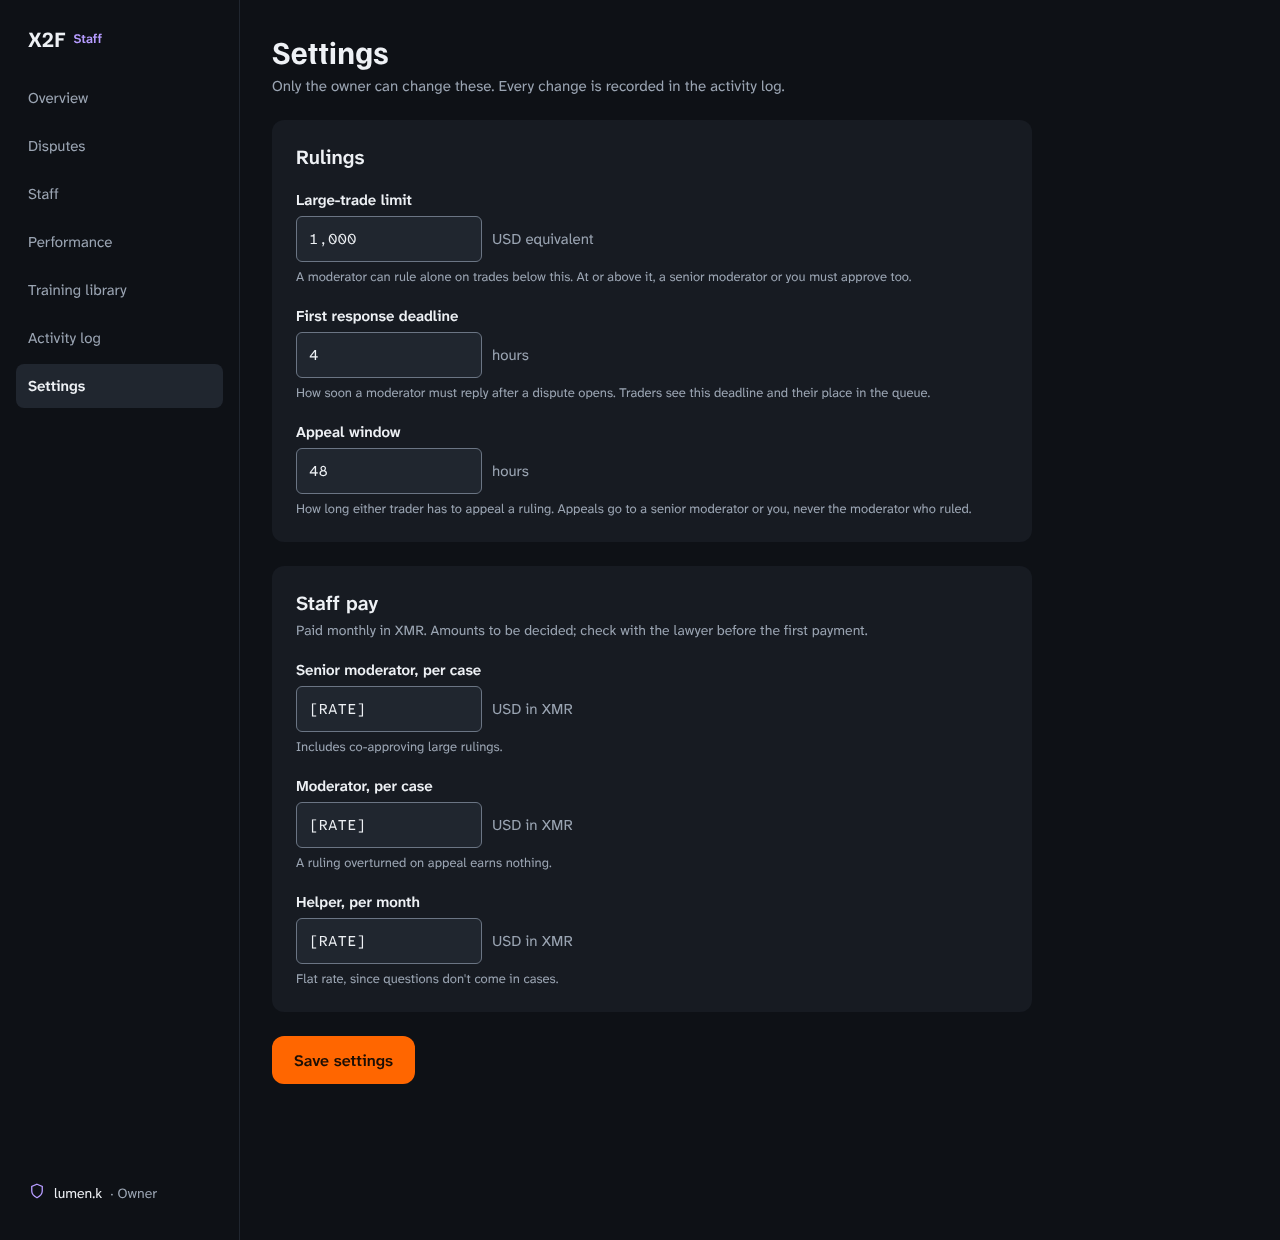 X2F Staff
Overview
Disputes
Staff
Performance
Training library
Activity log
Settings
lumen.k · Owner
Settings
Only the owner can change these. Every change is recorded in the activity log.
Rulings
Large-trade limit
1,000 USD equivalent
A moderator can rule alone on trades below this. At or above it, a senior moderator or you must approve too.
First response deadline
4 hours
How soon a moderator must reply after a dispute opens. Traders see this deadline and their place in the queue.
Appeal window
48 hours
How long either trader has to appeal a ruling. Appeals go to a senior moderator or you, never the moderator who ruled.
Staff pay
Paid monthly in XMR. Amounts to be decided; check with the lawyer before the first payment.
Senior moderator, per case
[RATE] USD in XMR
Includes co-approving large rulings.
Moderator, per case
[RATE] USD in XMR
A ruling overturned on appeal earns nothing.
Helper, per month
[RATE] USD in XMR
Flat rate, since questions don't come in cases.
Save settings